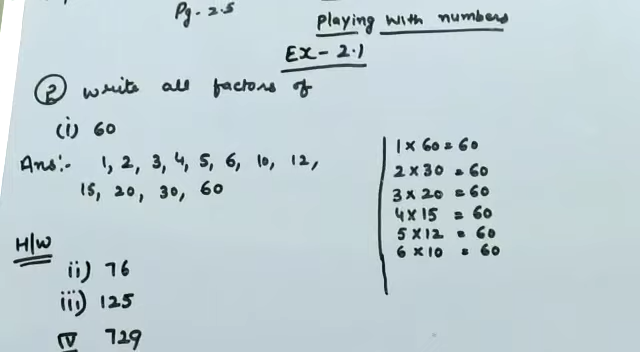 Pg - 2.5
Playing with numbers
Ex - 2.1
② write all factors of
(i) 60
Ans:- 1, 2, 3, 4, 5, 6, 10, 12,
15, 20, 30, 60
1 × 60 = 60
2 × 30 = 60
3 × 20 = 60
4 × 15 = 60
5 × 12 = 60
6 × 10 = 60
H/W
ii) 76
iii) 125
IV 729